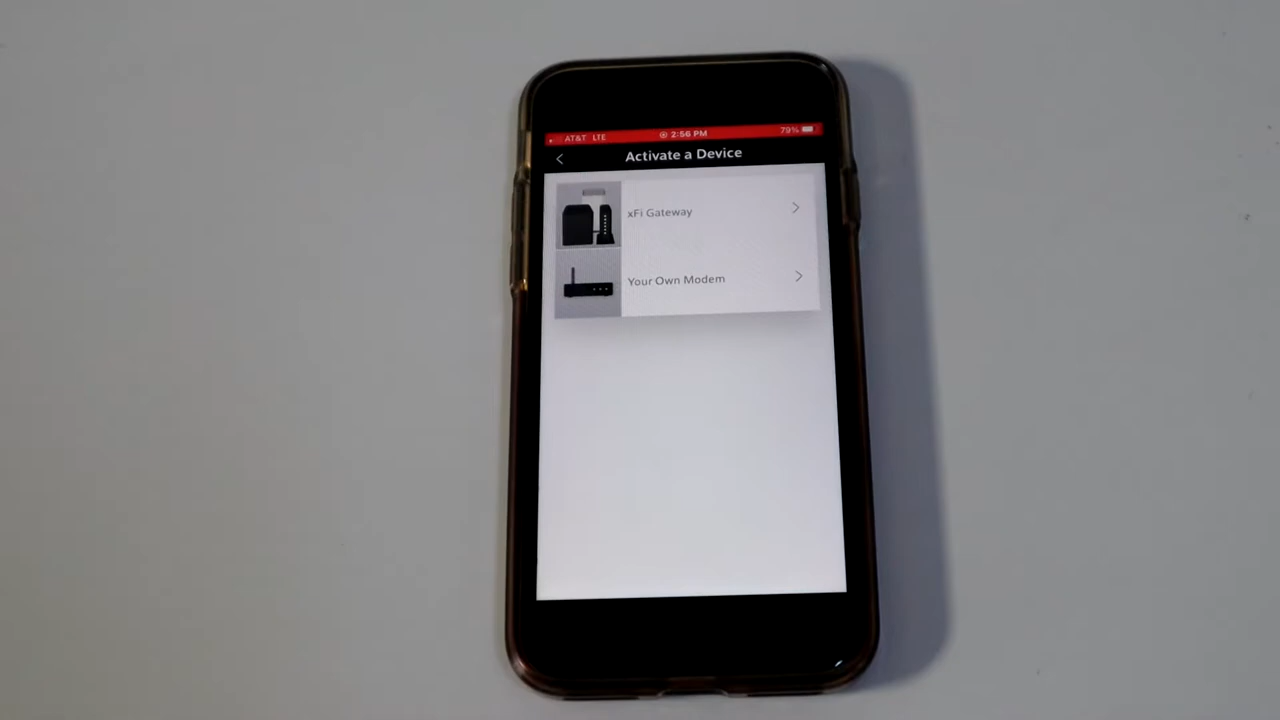 AT&T LTE 2:56 PM 79%
Activate a Device
xFi Gateway
Your Own Modem